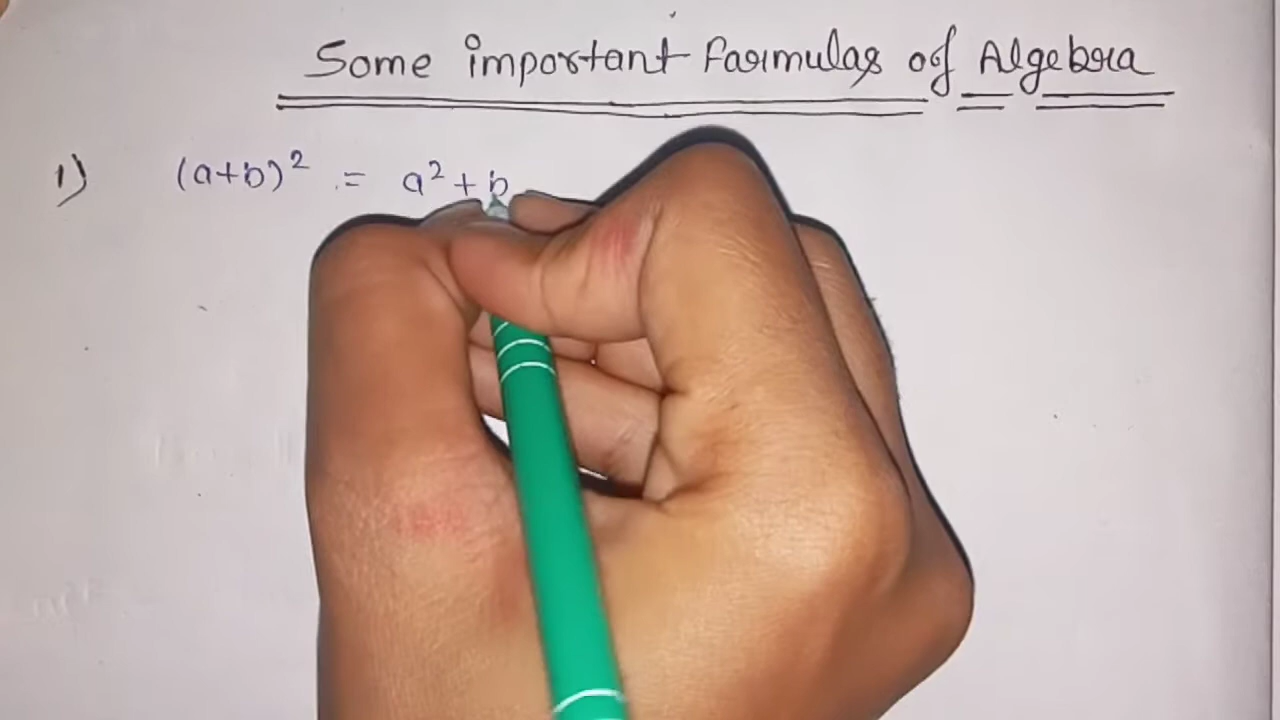 Some important Formulas of Algebra
1) (a+b)² = a²+b